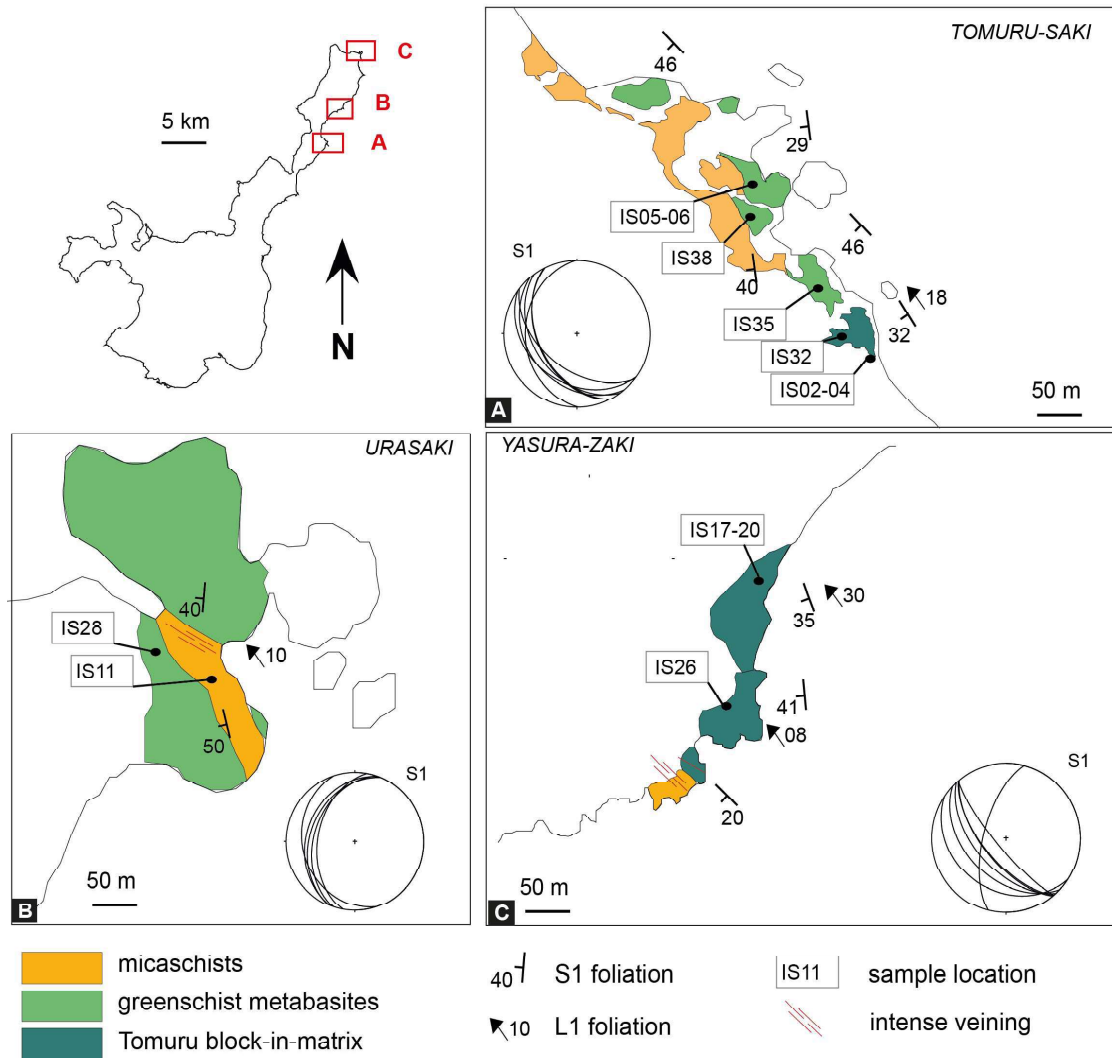 C
B
A
5 km
N
TOMURU-SAKI
46
29
IS05-06
46
IS38
S1
40
18
IS35
32
IS32
IS02-04
50 m
A
URASAKI
40
IS28
10
IS11
50
S1
50 m
B
YASURA-ZAKI
IS17-20
30
35
IS26
41
08
S1
20
50 m
C
micaschists
greenschist metabasites
Tomuru block-in-matrix
40
S1 foliation
10
L1 foliation
IS11
sample location
intense veining